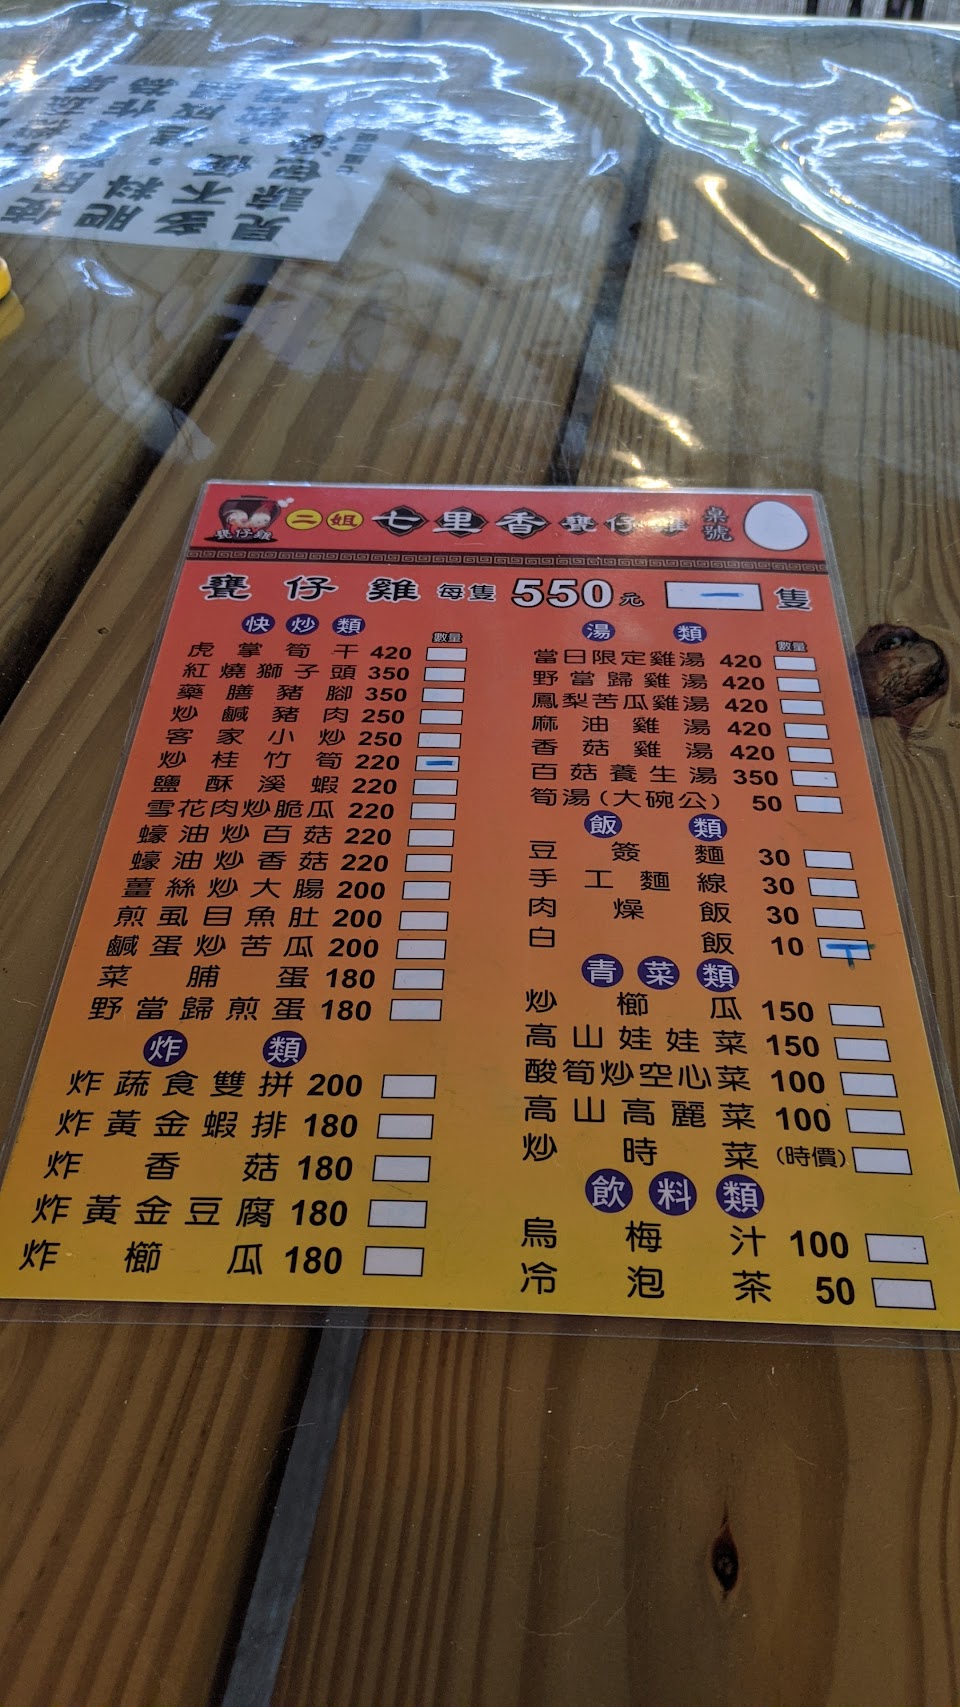 二姐 七里香 甕仔雞 桌號
甕仔雞
甕仔雞 每隻 550元 一 隻
快炒類
數量
虎掌筍干 420
紅燒獅子頭 350
藥膳豬腳 350
炒鹹豬肉 250
客家小炒 250
炒桂竹筍 220 一
鹽酥溪蝦 220
雪花肉炒脆瓜 220
蠔油炒百菇 220
蠔油炒香菇 220
薑絲炒大腸 200
煎虱目魚肚 200
鹹蛋炒苦瓜 200
菜脯蛋 180
野當歸煎蛋 180
炸類
炸蔬食雙拼 200
炸黃金蝦排 180
炸香菇 180
炸黃金豆腐 180
炸櫛瓜 180
湯類
數量
當日限定雞湯 420
野當歸雞湯 420
鳳梨苦瓜雞湯 420
麻油雞湯 420
香菇雞湯 420
百菇養生湯 350
筍湯(大碗公) 50
飯類
豆簽麵 30
手工麵線 30
肉燥飯 30
白飯 10 T
青菜類
炒櫛瓜 150
高山娃娃菜 150
酸筍炒空心菜 100
高山高麗菜 100
炒時菜 (時價)
飲料類
烏梅汁 100
冷泡茶 50